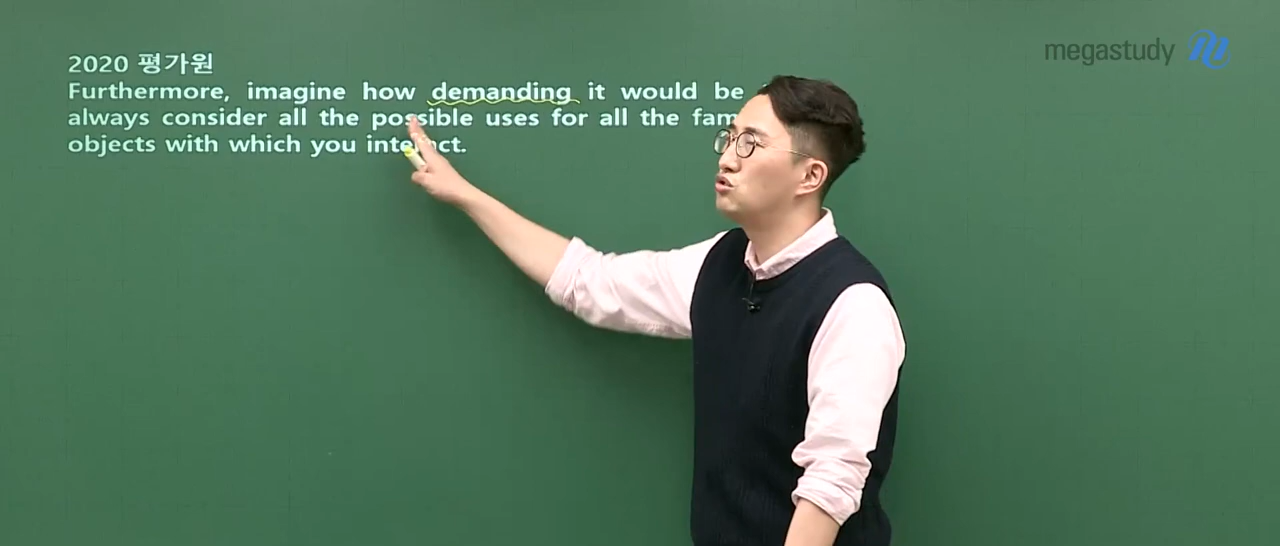 megastudy
2020 평가원
Furthermore, imagine how demanding it would be
always consider all the possible uses for all the
objects with which you interact.